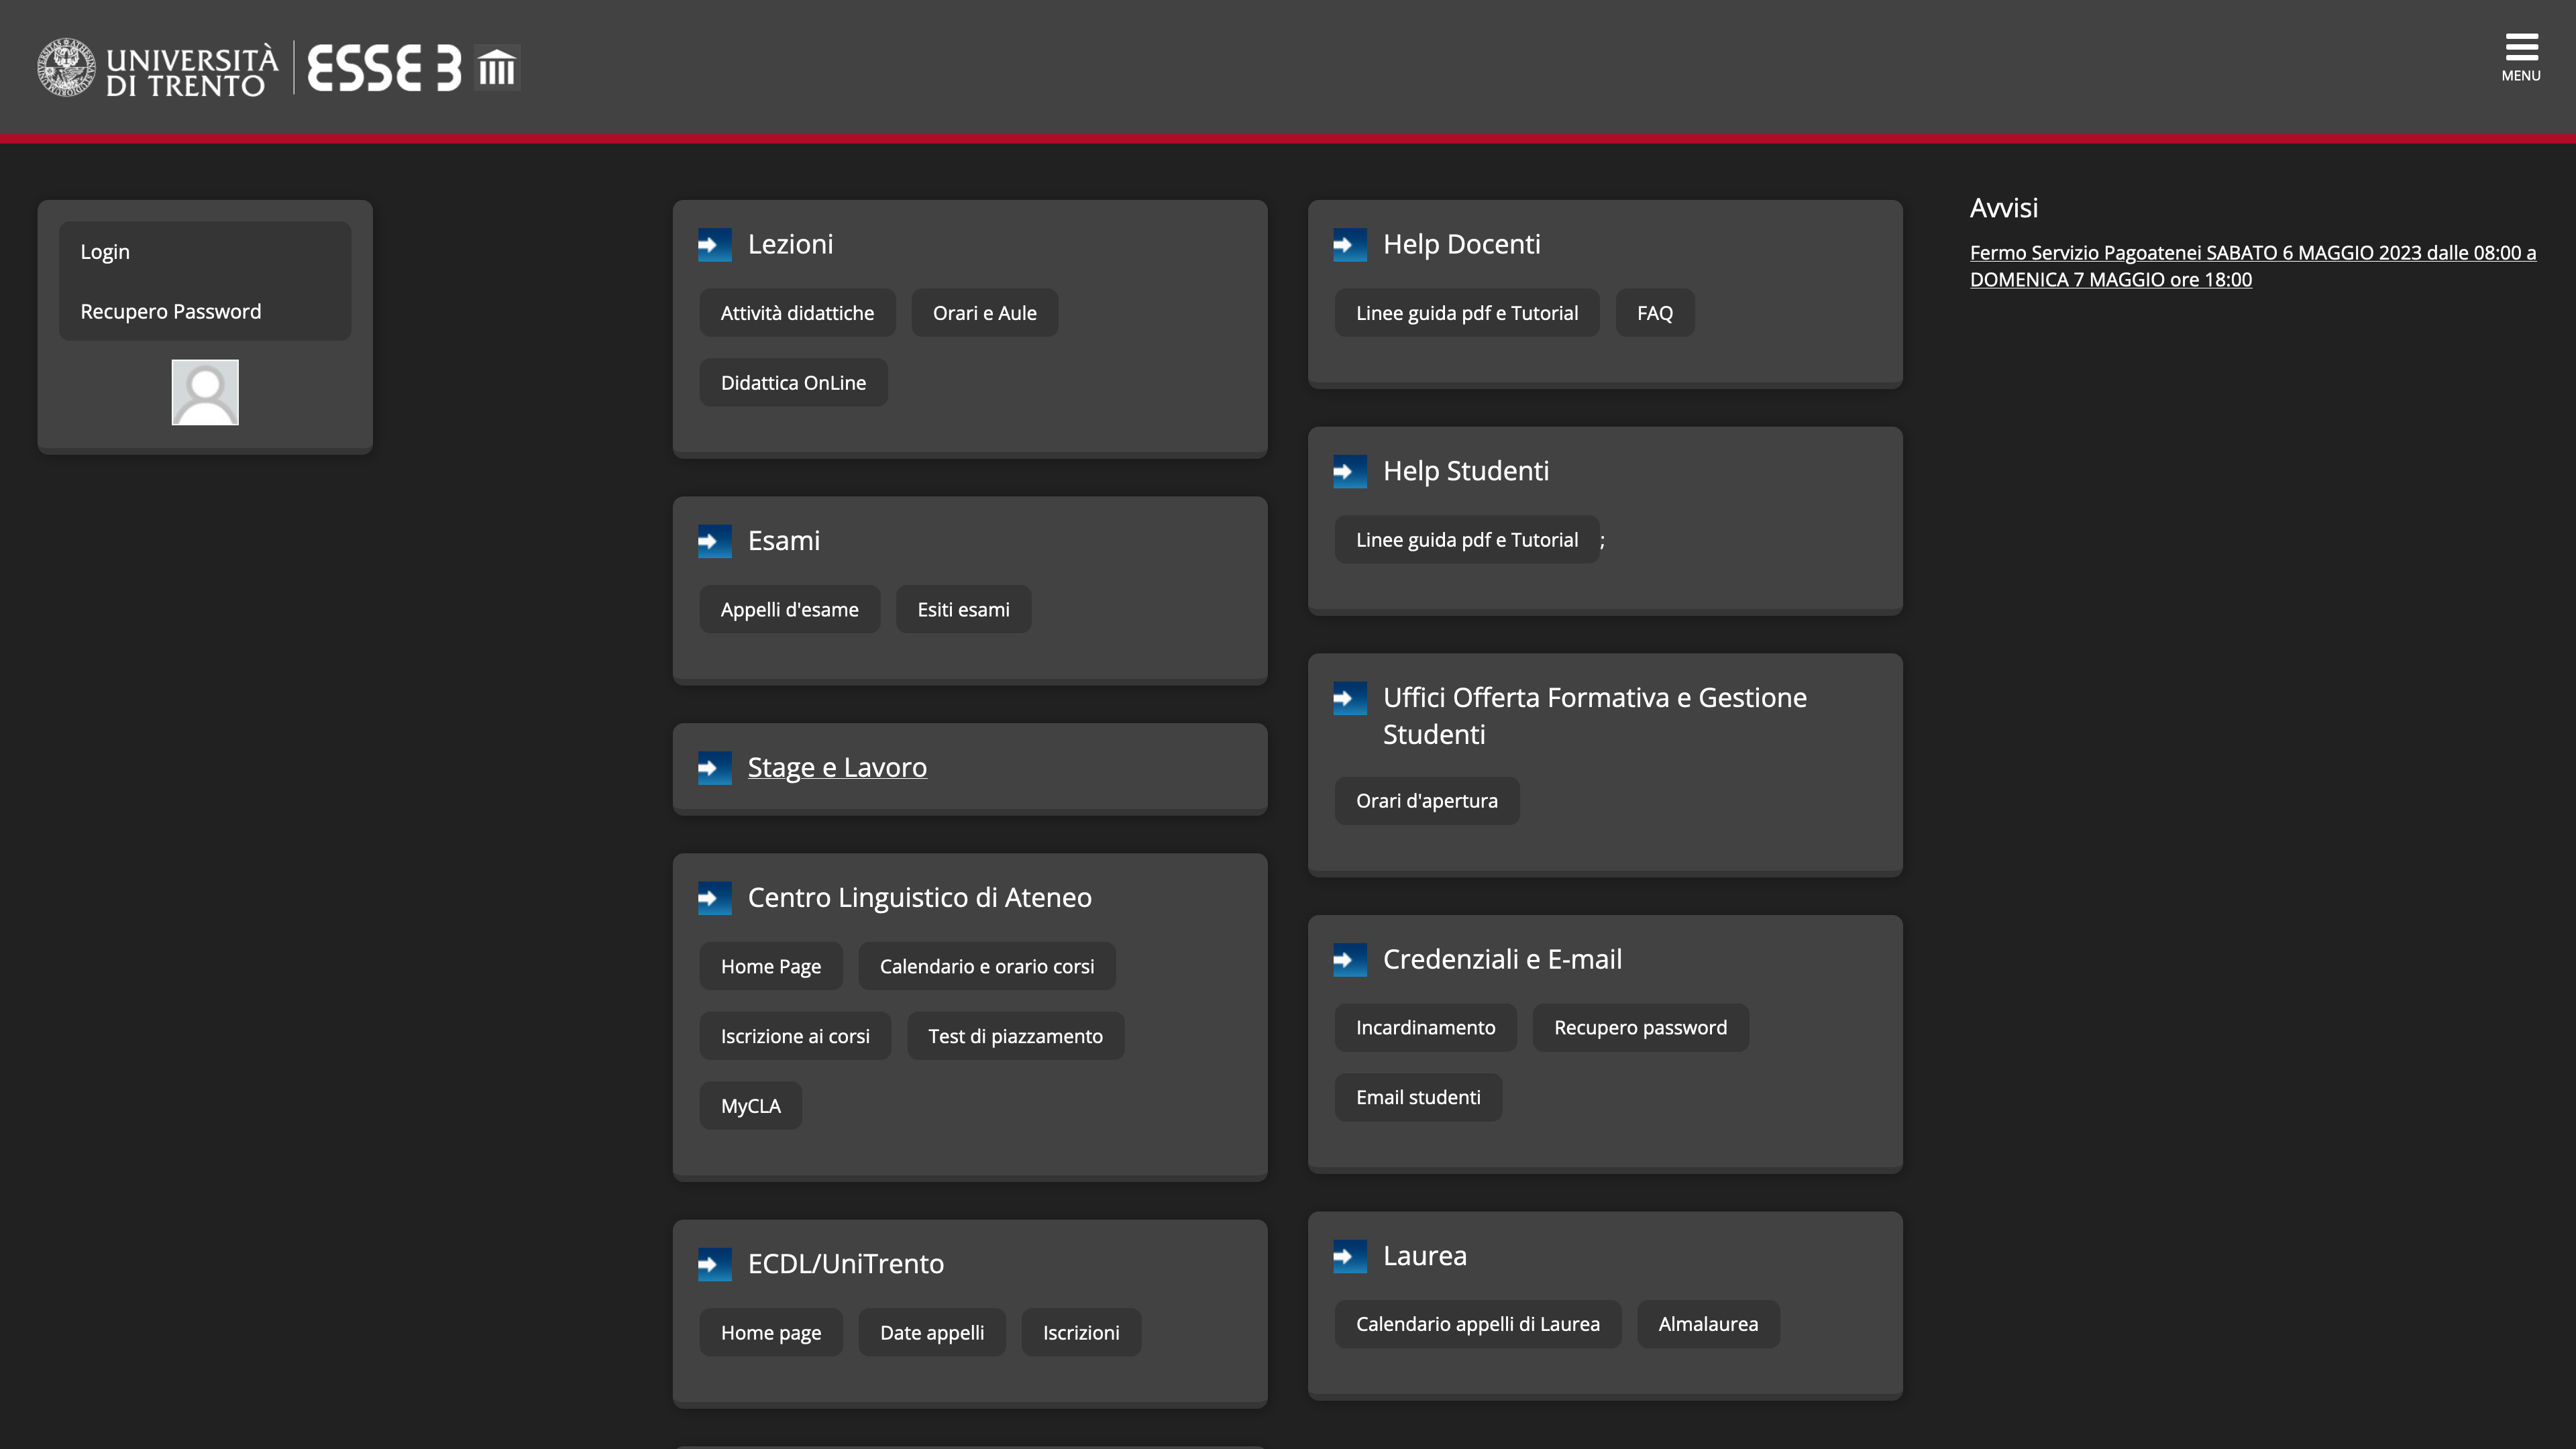 UNIVERSITÀ
DI TRENTO
ESSE 3
MENU
Login
Recupero Password
Lezioni
Attività didattiche
Orari e Aule
Didattica OnLine
Esami
Appelli d'esame
Esiti esami
Stage e Lavoro
Centro Linguistico di Ateneo
Home Page
Calendario e orario corsi
Iscrizione ai corsi
Test di piazzamento
MyCLA
ECDL/UniTrento
Home page
Date appelli
Iscrizioni
Help Docenti
Linee guida pdf e Tutorial
FAQ
Help Studenti
Linee guida pdf e Tutorial ;
Uffici Offerta Formativa e Gestione
Studenti
Orari d'apertura
Credenziali e E-mail
Incardinamento
Recupero password
Email studenti
Laurea
Calendario appelli di Laurea
Almalaurea
Avvisi
Fermo Servizio Pagoatenei SABATO 6 MAGGIO 2023 dalle 08:00 a
DOMENICA 7 MAGGIO ore 18:00